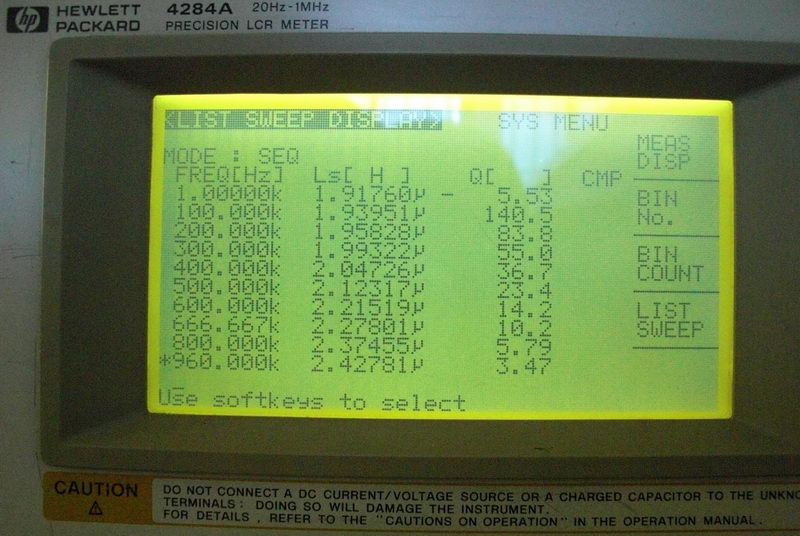 hp HEWLETT PACKARD 4284A 20Hz-1MHz
PRECISION LCR METER
<LIST SWEEP DISPLAY> SYS MENU
MODE : SEQ
FREQ[Hz] Ls[ H ] Q[ ] CMP
1.00000k 1.91760µ - 5.53
100.000k 1.93951µ 140.5
200.000k 1.95828µ 83.8
300.000k 1.99322µ 55.0
400.000k 2.04726µ 36.7
500.000k 2.12317µ 23.4
600.000k 2.21519µ 14.2
666.667k 2.27801µ 10.2
800.000k 2.37455µ 5.79
*960.000k 2.42781µ 3.47
Use softkeys to select
MEAS
DISP
BIN
No.
BIN
COUNT
LIST
SWEEP
CAUTION
DO NOT CONNECT A DC CURRENT/VOLTAGE SOURCE OR A CHARGED CAPACITOR TO THE UNKNO
TERMINALS : DOING SO WILL DAMAGE THE INSTRUMENT.
FOR DETAILS , REFER TO THE "CAUTIONS ON OPERATION" IN THE OPERATION MANUAL.